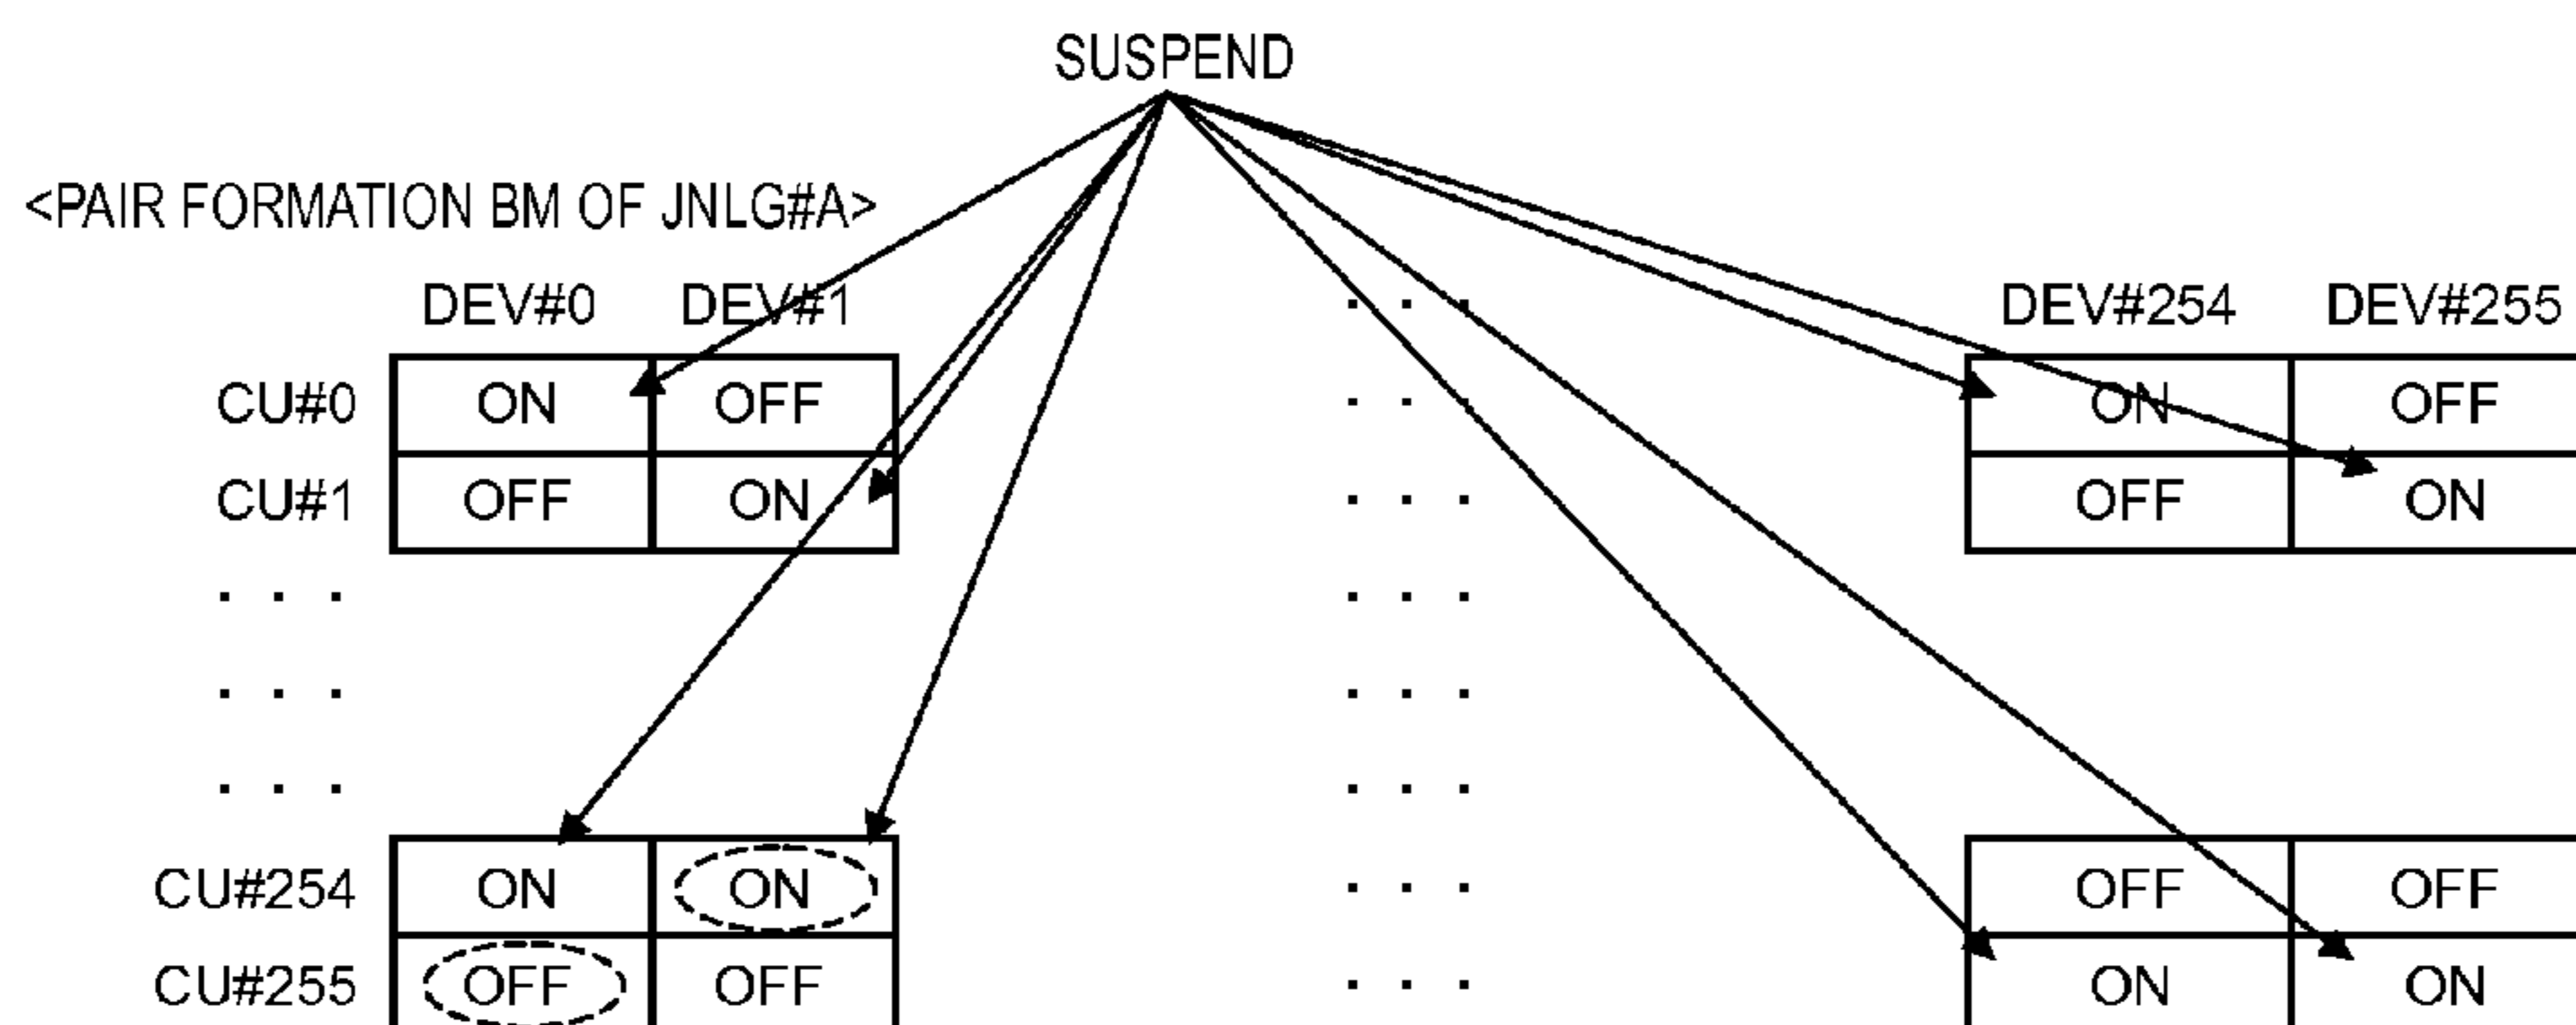 SUSPEND
<PAIR FORMATION BM OF JNLG#A>
DEV#0 DEV#1 . . . DEV#254 DEV#255
CU#0 ON OFF . . . ON OFF
CU#1 OFF ON . . . OFF ON
. . . . . .
. . . . . .
. . . . . .
CU#254 ON ON . . . OFF OFF
CU#255 OFF OFF . . . ON ON